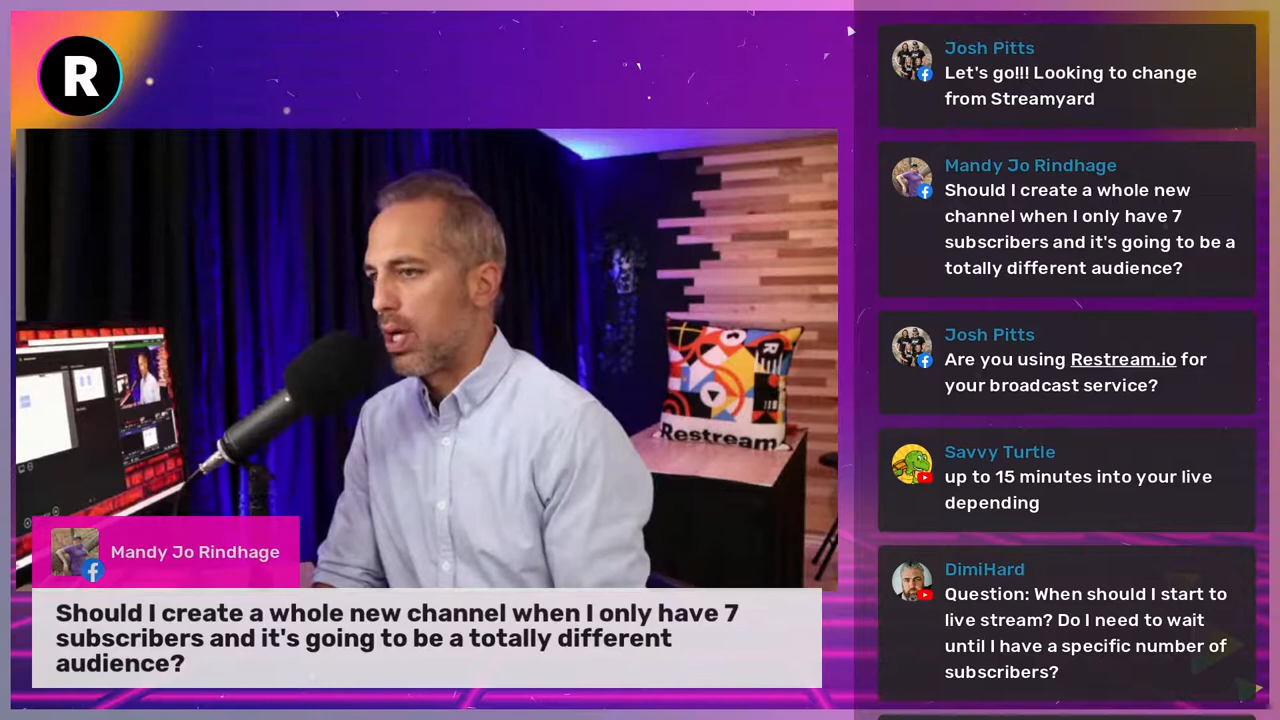 R
Restream
Mandy Jo Rindhage
Should I create a whole new channel when I only have 7
subscribers and it's going to be a totally different
audience?
Josh Pitts
Let's go!!! Looking to change
from Streamyard
Mandy Jo Rindhage
Should I create a whole new
channel when I only have 7
subscribers and it's going to be a
totally different audience?
Josh Pitts
Are you using Restream.io for
your broadcast service?
Savvy Turtle
up to 15 minutes into your live
depending
DimiHard
Question: When should I start to
live stream? Do I need to wait
until I have a specific number of
subscribers?